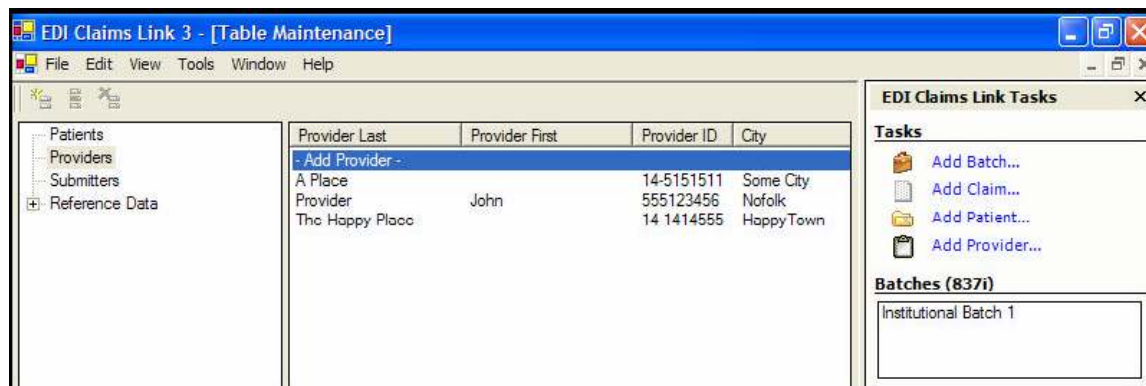 EDI Claims Link 3 - [Table Maintenance]
File Edit View Tools Window Help
Patients
Providers
Submitters
Reference Data
Provider Last Provider First Provider ID City
- Add Provider -
A Place 14-5151511 Some City
Provider John 555123456 Nofolk
The Happy Place 14 1414555 HappyTown
EDI Claims Link Tasks
Tasks
Add Batch...
Add Claim...
Add Patient...
Add Provider...
Batches (837i)
Institutional Batch 1